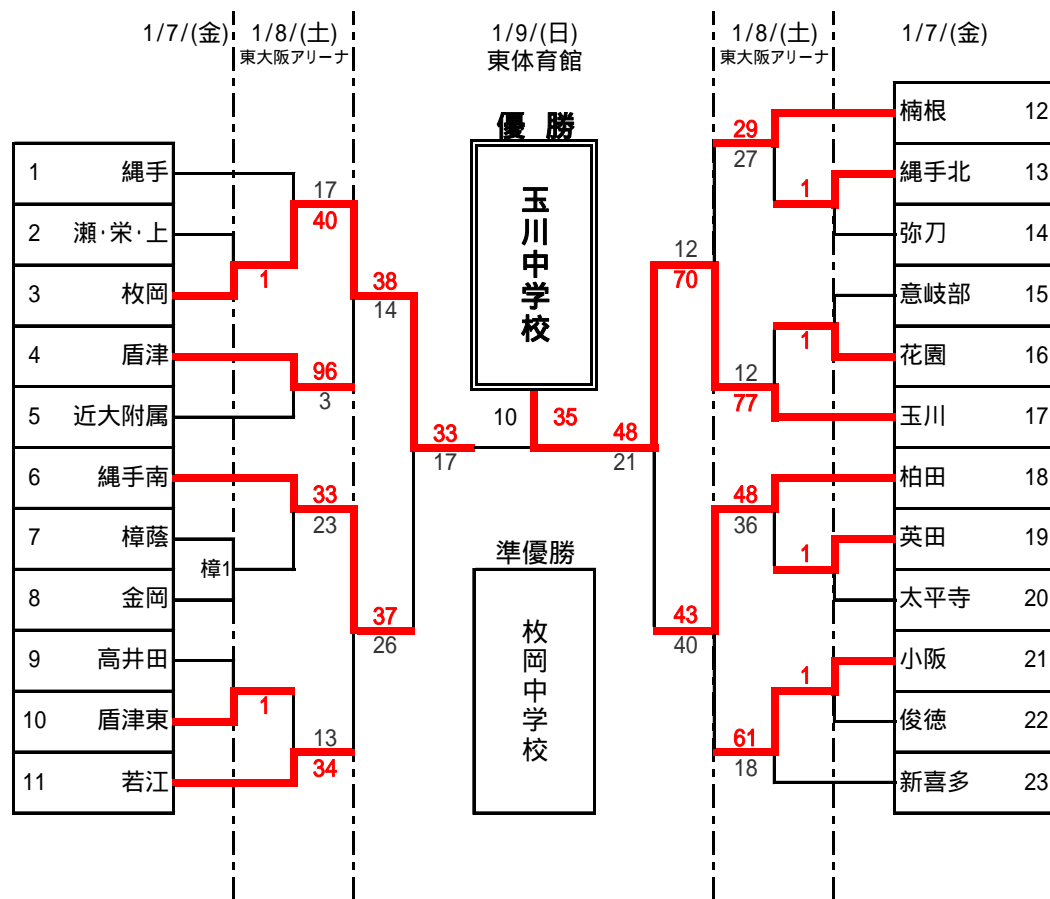 1/7/(金)
1/8/(土)
1/9/(日)
1/8/(土)
1/7/(金)
東大阪アリーナ
東体育館
東大阪アリーナ
優 勝
玉川中学校
準優勝
枚岡中学校
1 縄手
2 瀬・栄・上
3 枚岡
4 盾津
5 近大附属
6 縄手南
7 樟蔭
8 金岡
9 高井田
10 盾津東
11 若江
樟1
1
1
17
40
96
3
33
23
13
34
38
14
37
26
33
17
10
35
48
21
12
70
43
40
29
27
12
77
48
36
61
18
1
1
1
1
楠根 12
縄手北 13
弥刀 14
意岐部 15
花園 16
玉川 17
柏田 18
英田 19
太平寺 20
小阪 21
俊徳 22
新喜多 23